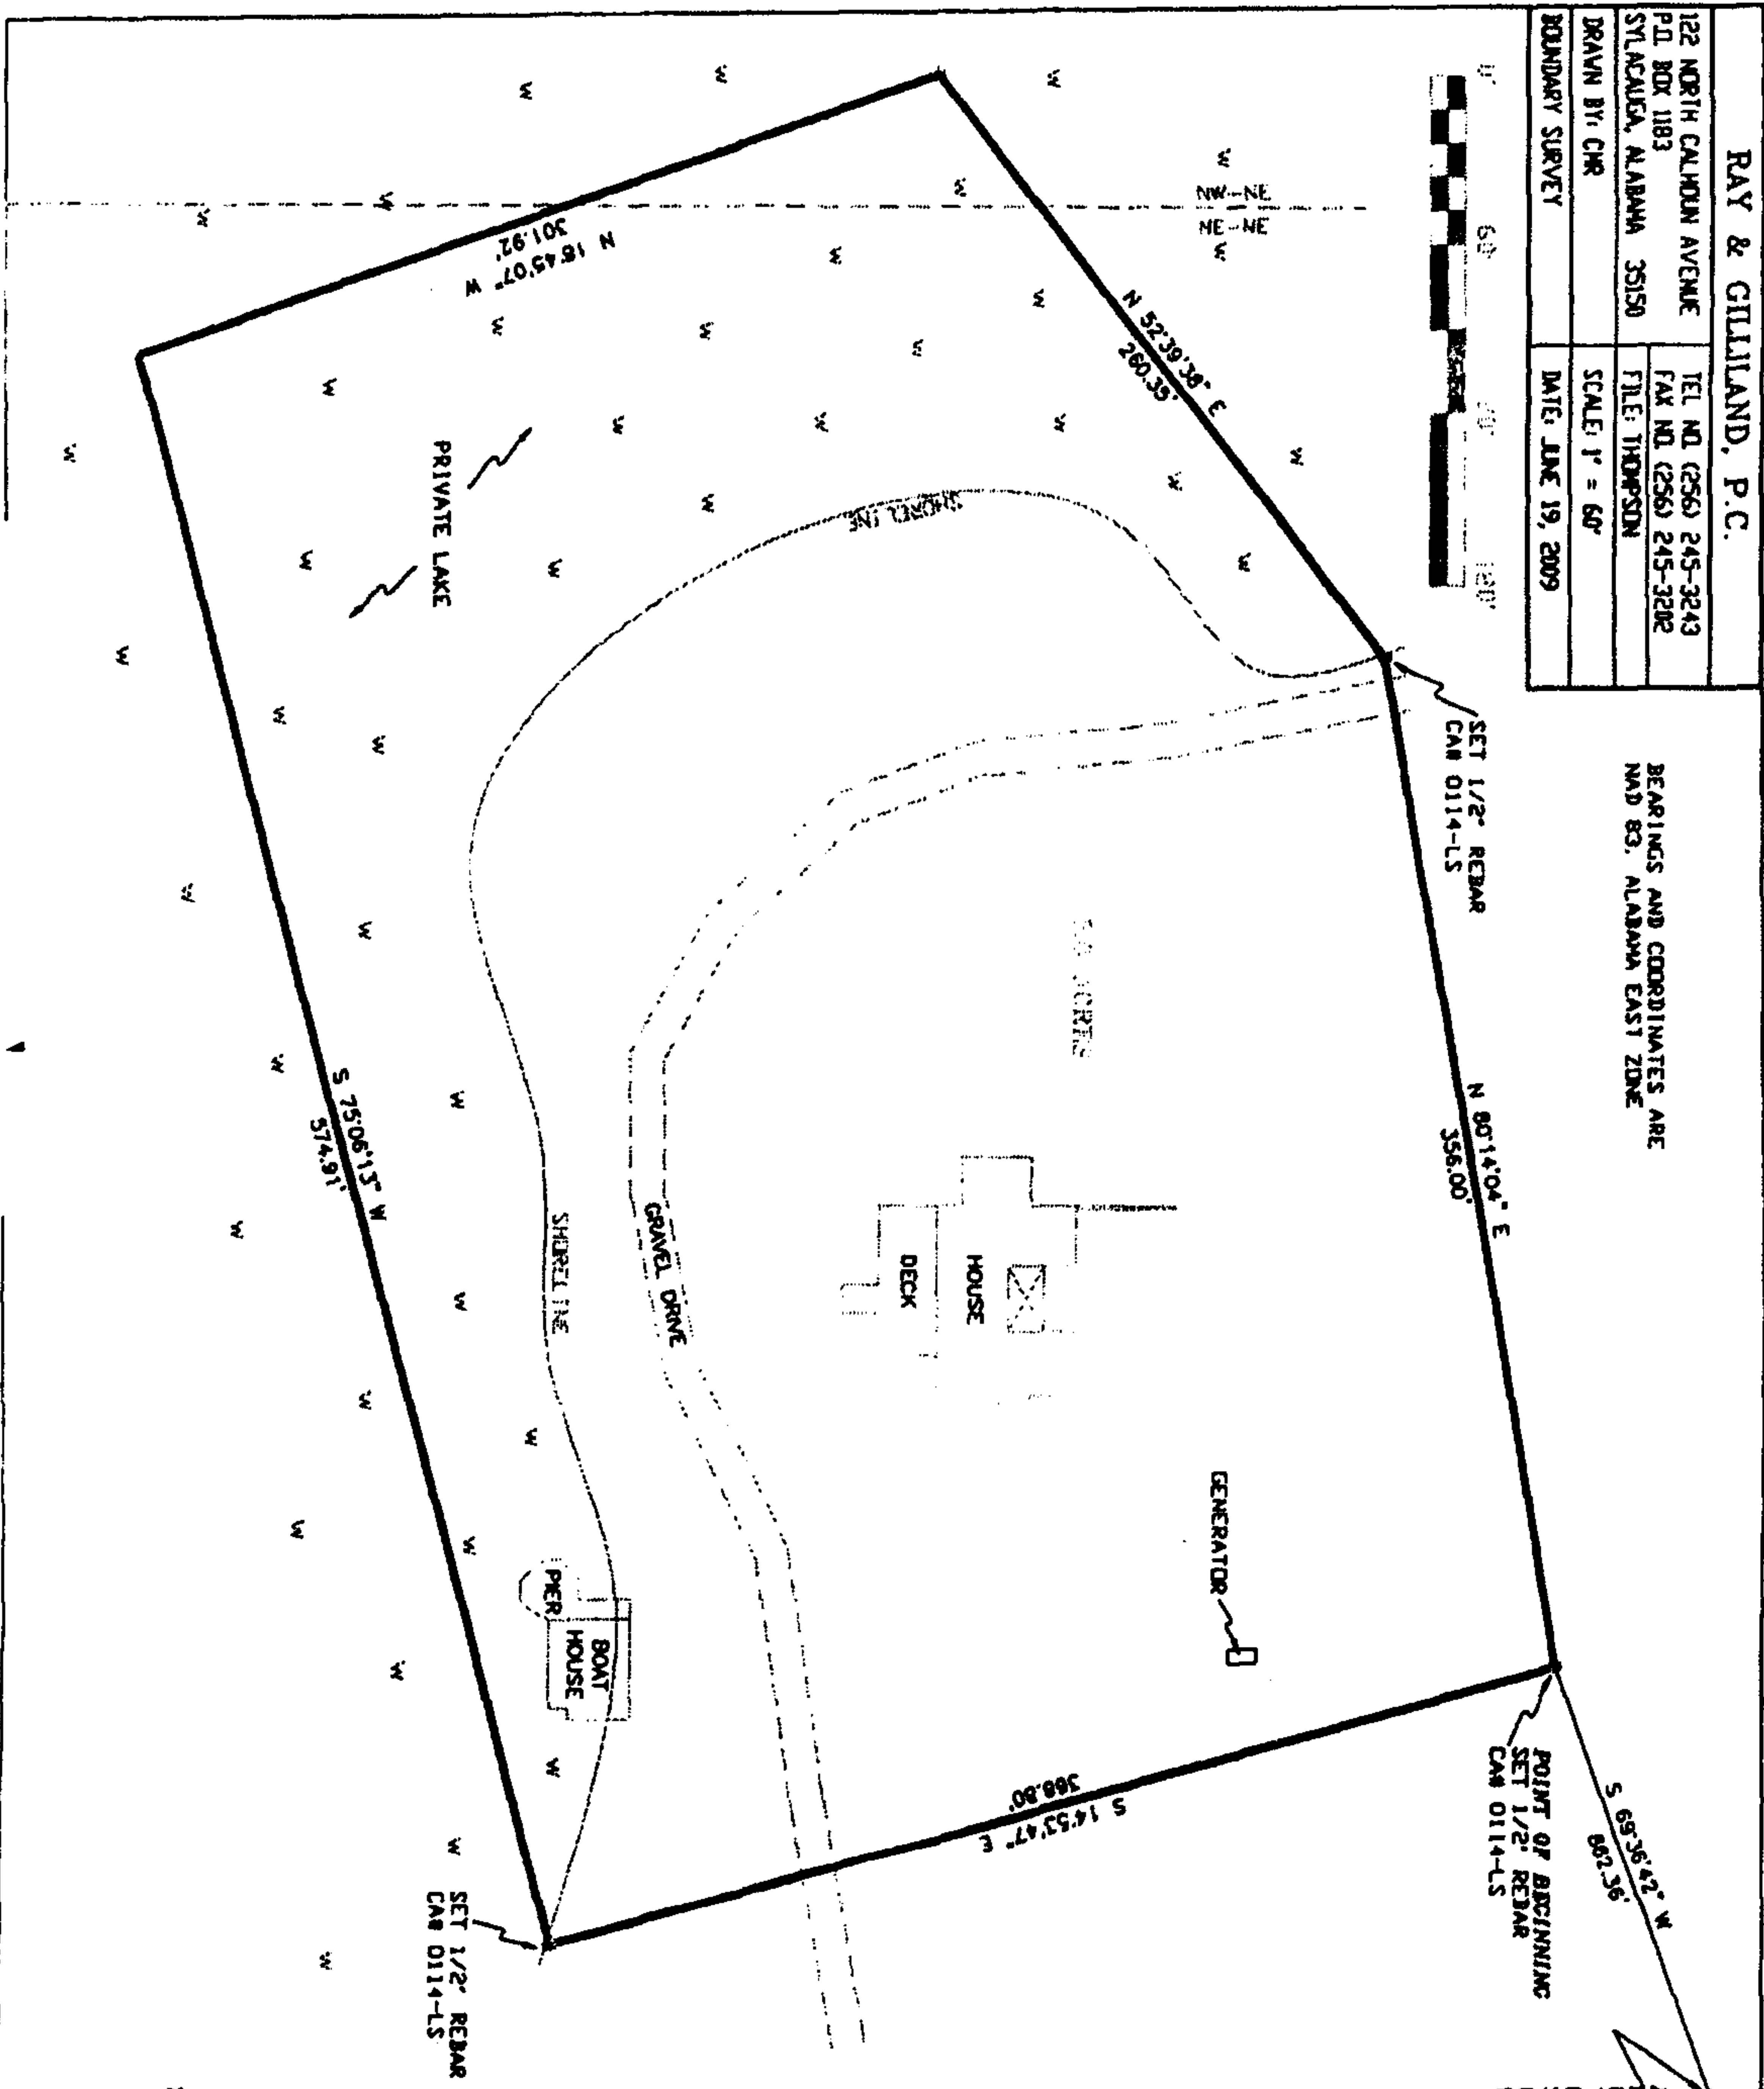 RAY & GILLILAND, P.C.
122 NORTH CALHOUN AVENUE
P.O. BOX 1183
SYLACAUGA, ALABAMA 35150
TEL NO. (256) 245-3243
FAX NO. (256) 245-3202
FILE: THOMPSON
DRAWN BY: CHR
SCALE: 1" = 60'
BOUNDARY SURVEY
DATE: JUNE 19, 2009
BEARINGS AND COORDINATES ARE
NAD 83, ALABAMA EAST ZONE
0'
60'
120'
NW-NE
NE-NE
SET 1/2" REBAR
CA# 0114-LS
N 52°39'38" E
260.35'
N 80°14'04" E
356.00'
S 69°36'42" W
662.36'
POINT OF BEGINNING
SET 1/2" REBAR
CA# 0114-LS
N 18°45'07" W
301.92'
SHORELINE
ACRES
HOUSE
DECK
GENERATOR
GRAVEL DRIVE
PRIVATE LAKE
SHORELINE
PIER
BOAT
HOUSE
S 14°53'47" E
368.80'
S 75°06'13" W
574.91'
SET 1/2" REBAR
CA# 0114-LS